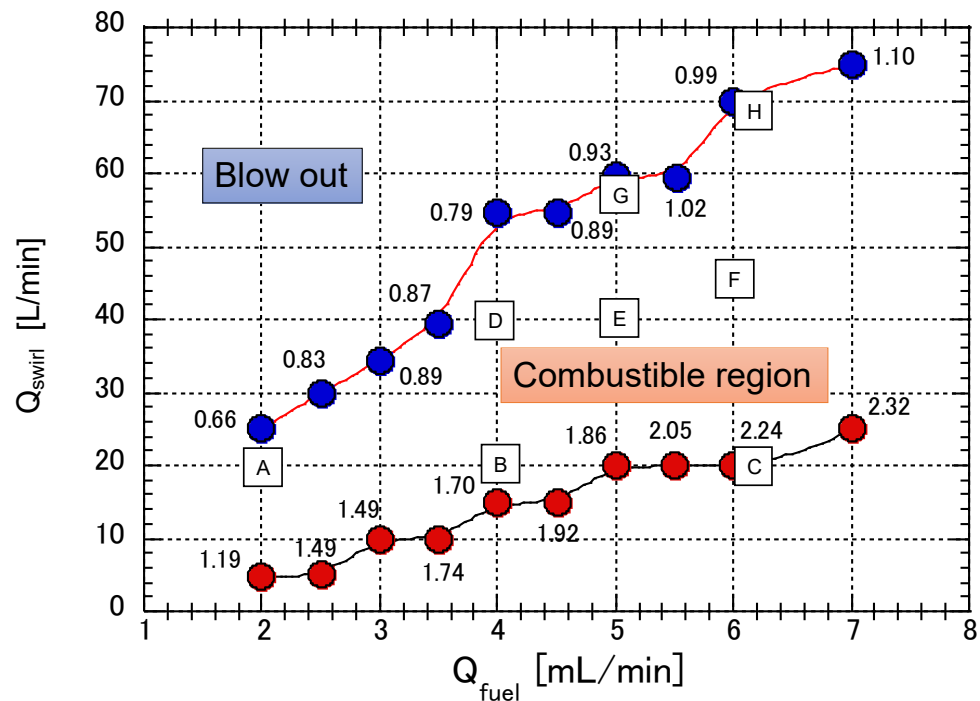 80
70
60
50
40
30
20
10
0
Q_swirl [L/min]
Blow out
Combustible region
0.66
0.83
0.89
0.87
0.79
0.89
0.93
1.02
0.99
1.10
1.19
1.49
1.49
1.74
1.70
1.92
1.86
2.05
2.24
2.32
A
B
C
D
E
F
G
H
1 2 3 4 5 6 7 8
Q_fuel [mL/min]